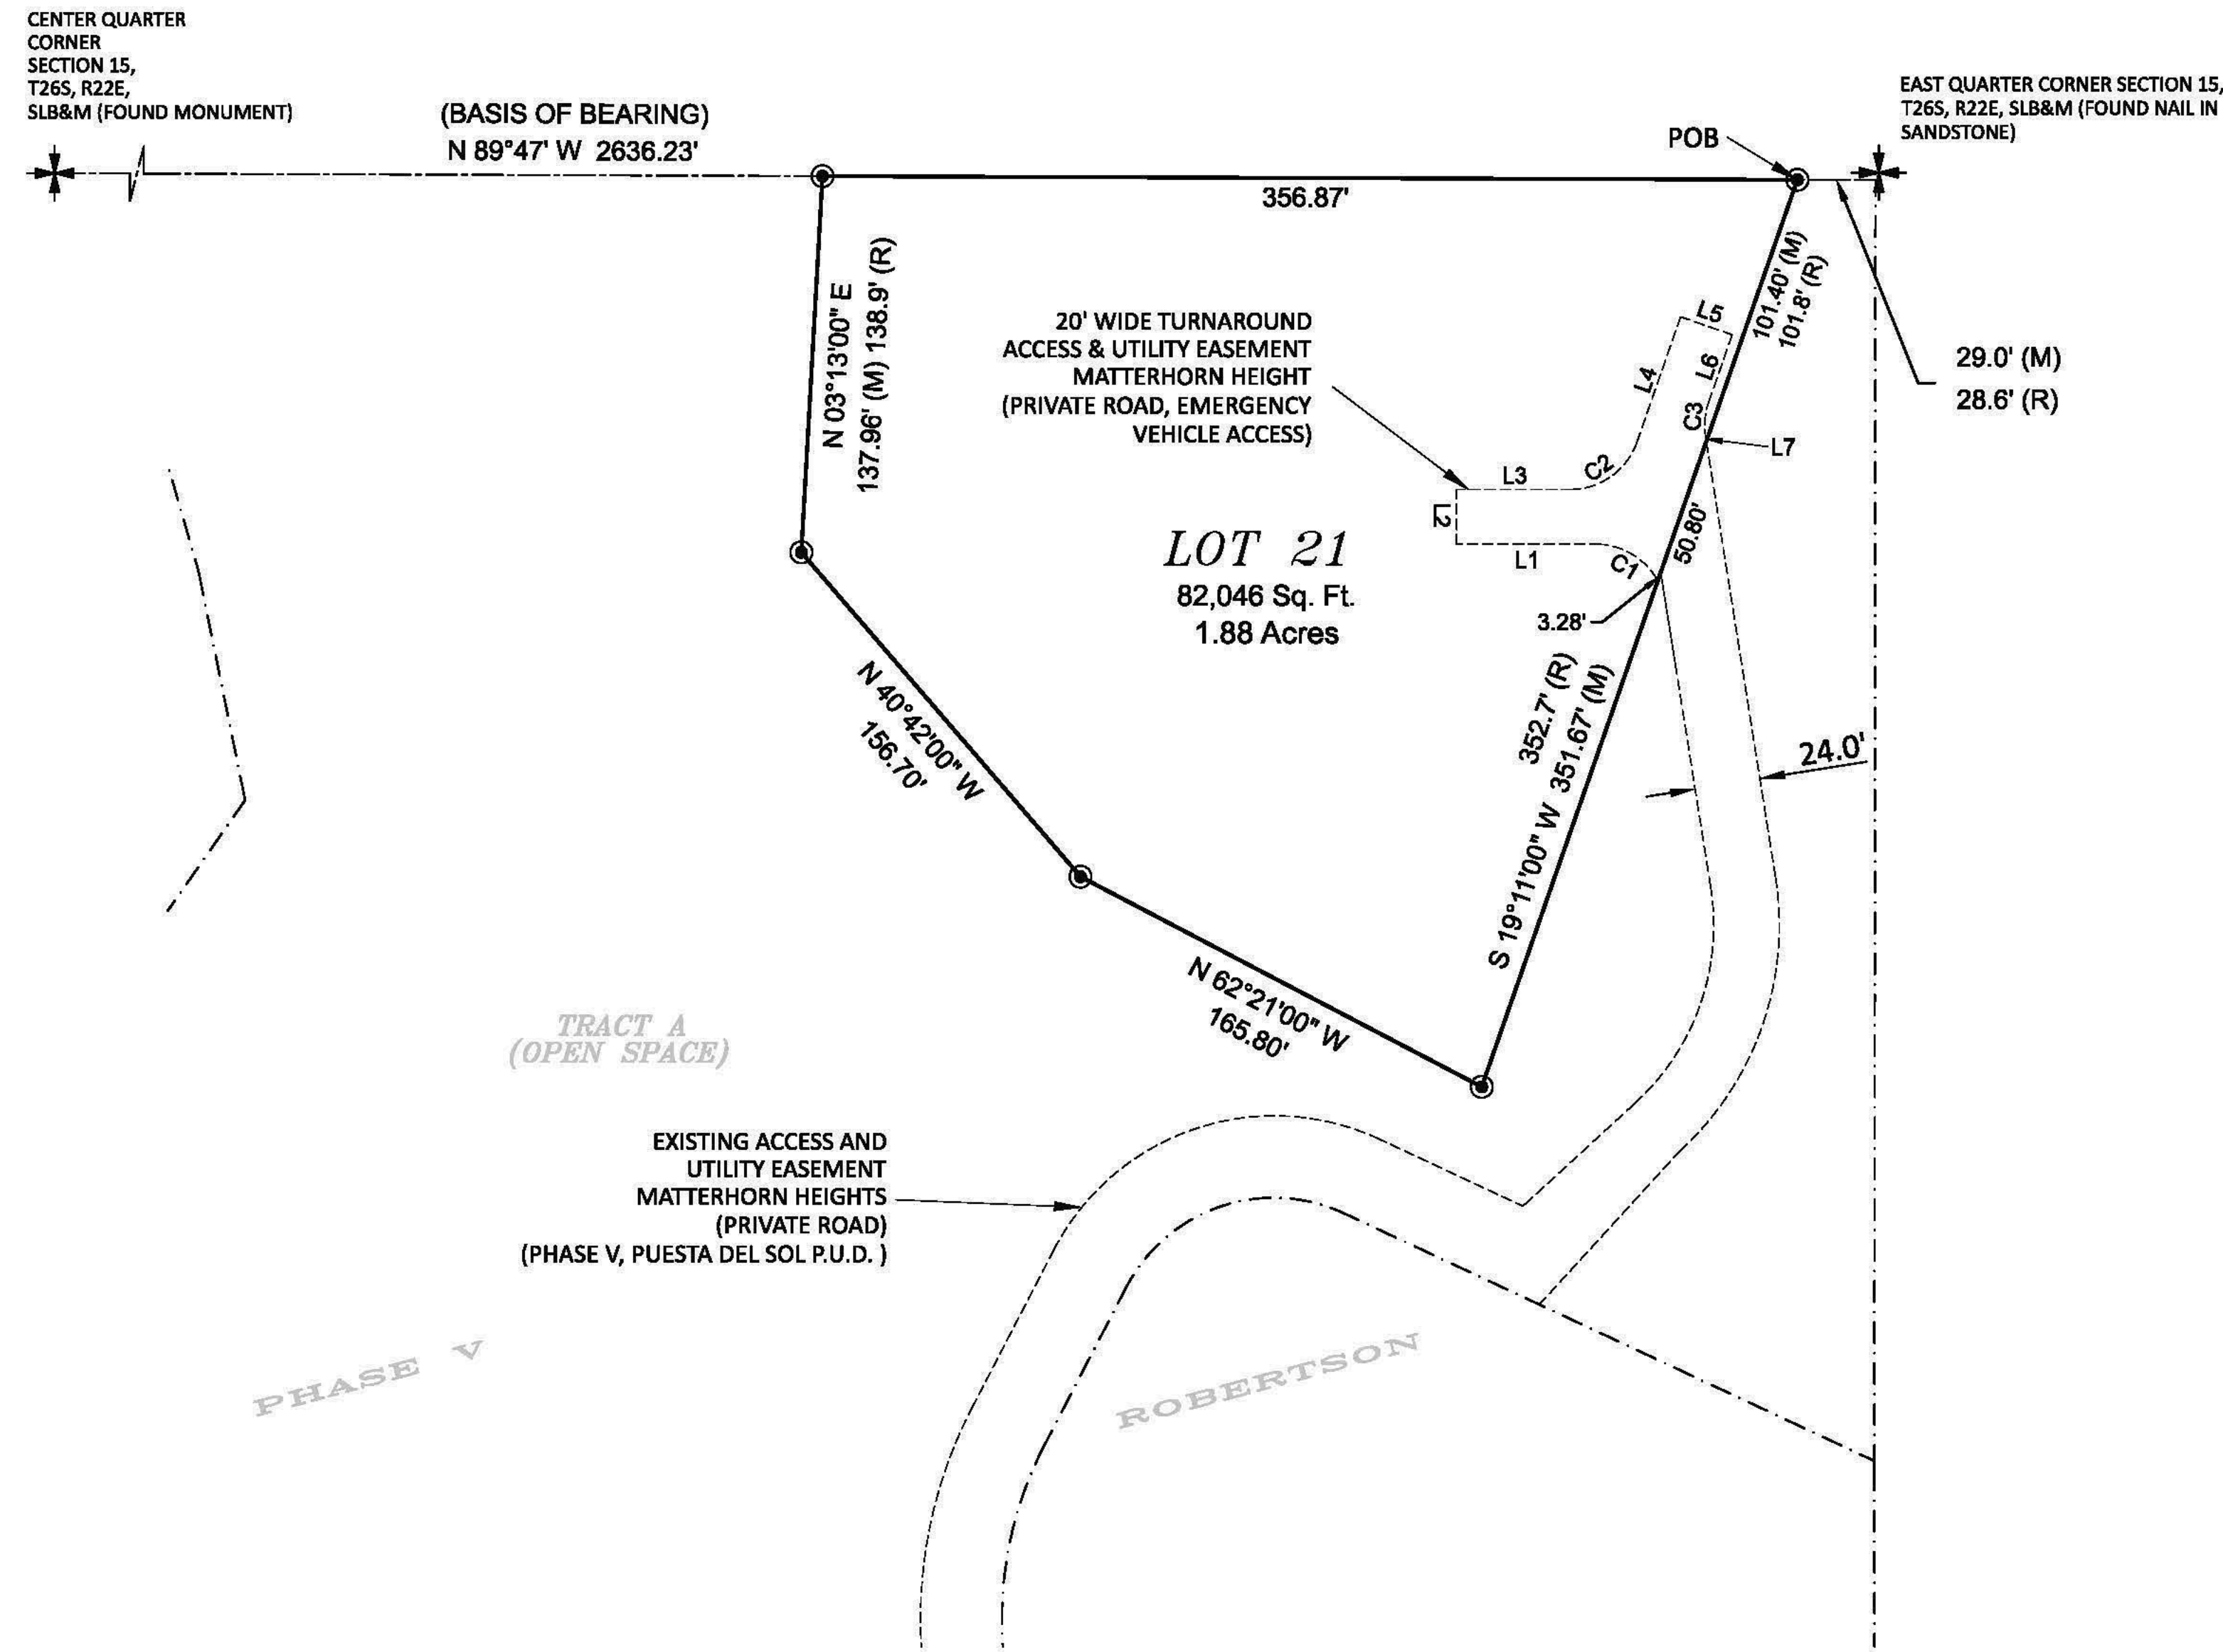 CENTER QUARTER
CORNER
SECTION 15,
T26S, R22E,
SLB&M (FOUND MONUMENT)
(BASIS OF BEARING)
N 89°47' W  2636.23'
POB
EAST QUARTER CORNER SECTION 15,
T26S, R22E, SLB&M (FOUND NAIL IN
SANDSTONE)
356.87'
N 03°13'00" E
137.96' (M) 138.9' (R)
20' WIDE TURNAROUND
ACCESS & UTILITY EASEMENT
MATTERHORN HEIGHT
(PRIVATE ROAD, EMERGENCY
VEHICLE ACCESS)
L5
L4
L6
C3
101.40' (M)
101.8' (R)
29.0' (M)
28.6' (R)
L7
L3
C2
L2
L1
C1
50.80'
3.28'
LOT 21
82,046 Sq. Ft.
1.88 Acres
N 40°42'00" W
156.70'
352.7' (R)
S 19°11'00" W  351.67' (M)
24.0'
N 62°21'00" W
165.80'
TRACT A
(OPEN SPACE)
EXISTING ACCESS AND
UTILITY EASEMENT
MATTERHORN HEIGHTS
(PRIVATE ROAD)
(PHASE V, PUESTA DEL SOL P.U.D. )
PHASE V
ROBERTSON